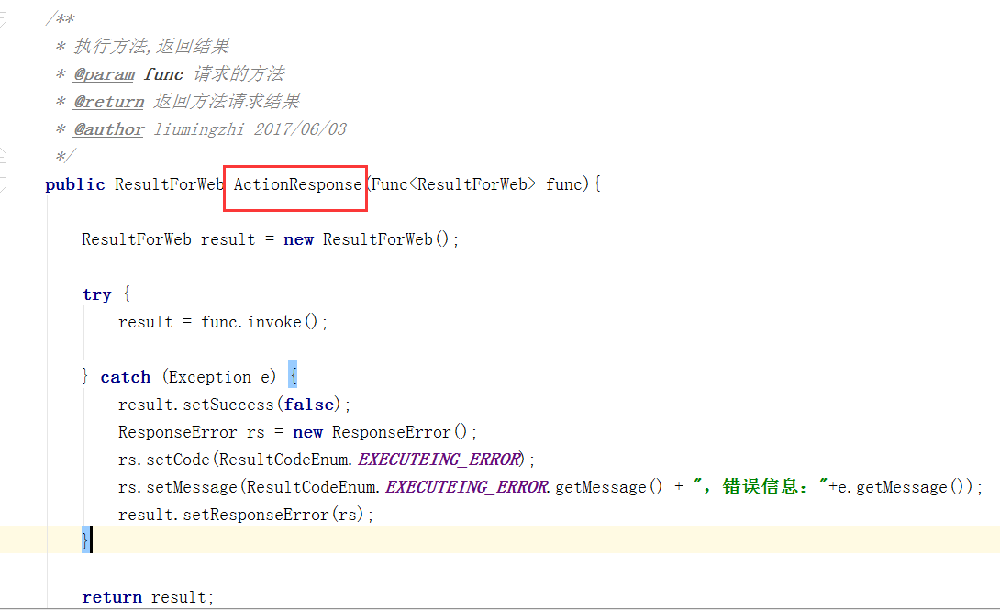 /**
* 执行方法,返回结果
* @param func 请求的方法
* @return 返回方法请求结果
* @author liumingzhi 2017/06/03
*/
public ResultForWeb ActionResponse(Func<ResultForWeb> func){
ResultForWeb result = new ResultForWeb();
try {
result = func.invoke();
} catch (Exception e) {
result.setSuccess(false);
ResponseError rs = new ResponseError();
rs.setCode(ResultCodeEnum.EXECUTEING_ERROR);
rs.setMessage(ResultCodeEnum.EXECUTEING_ERROR.getMessage() + ", 错误信息："+e.getMessage());
result.setResponseError(rs);
}
return result;